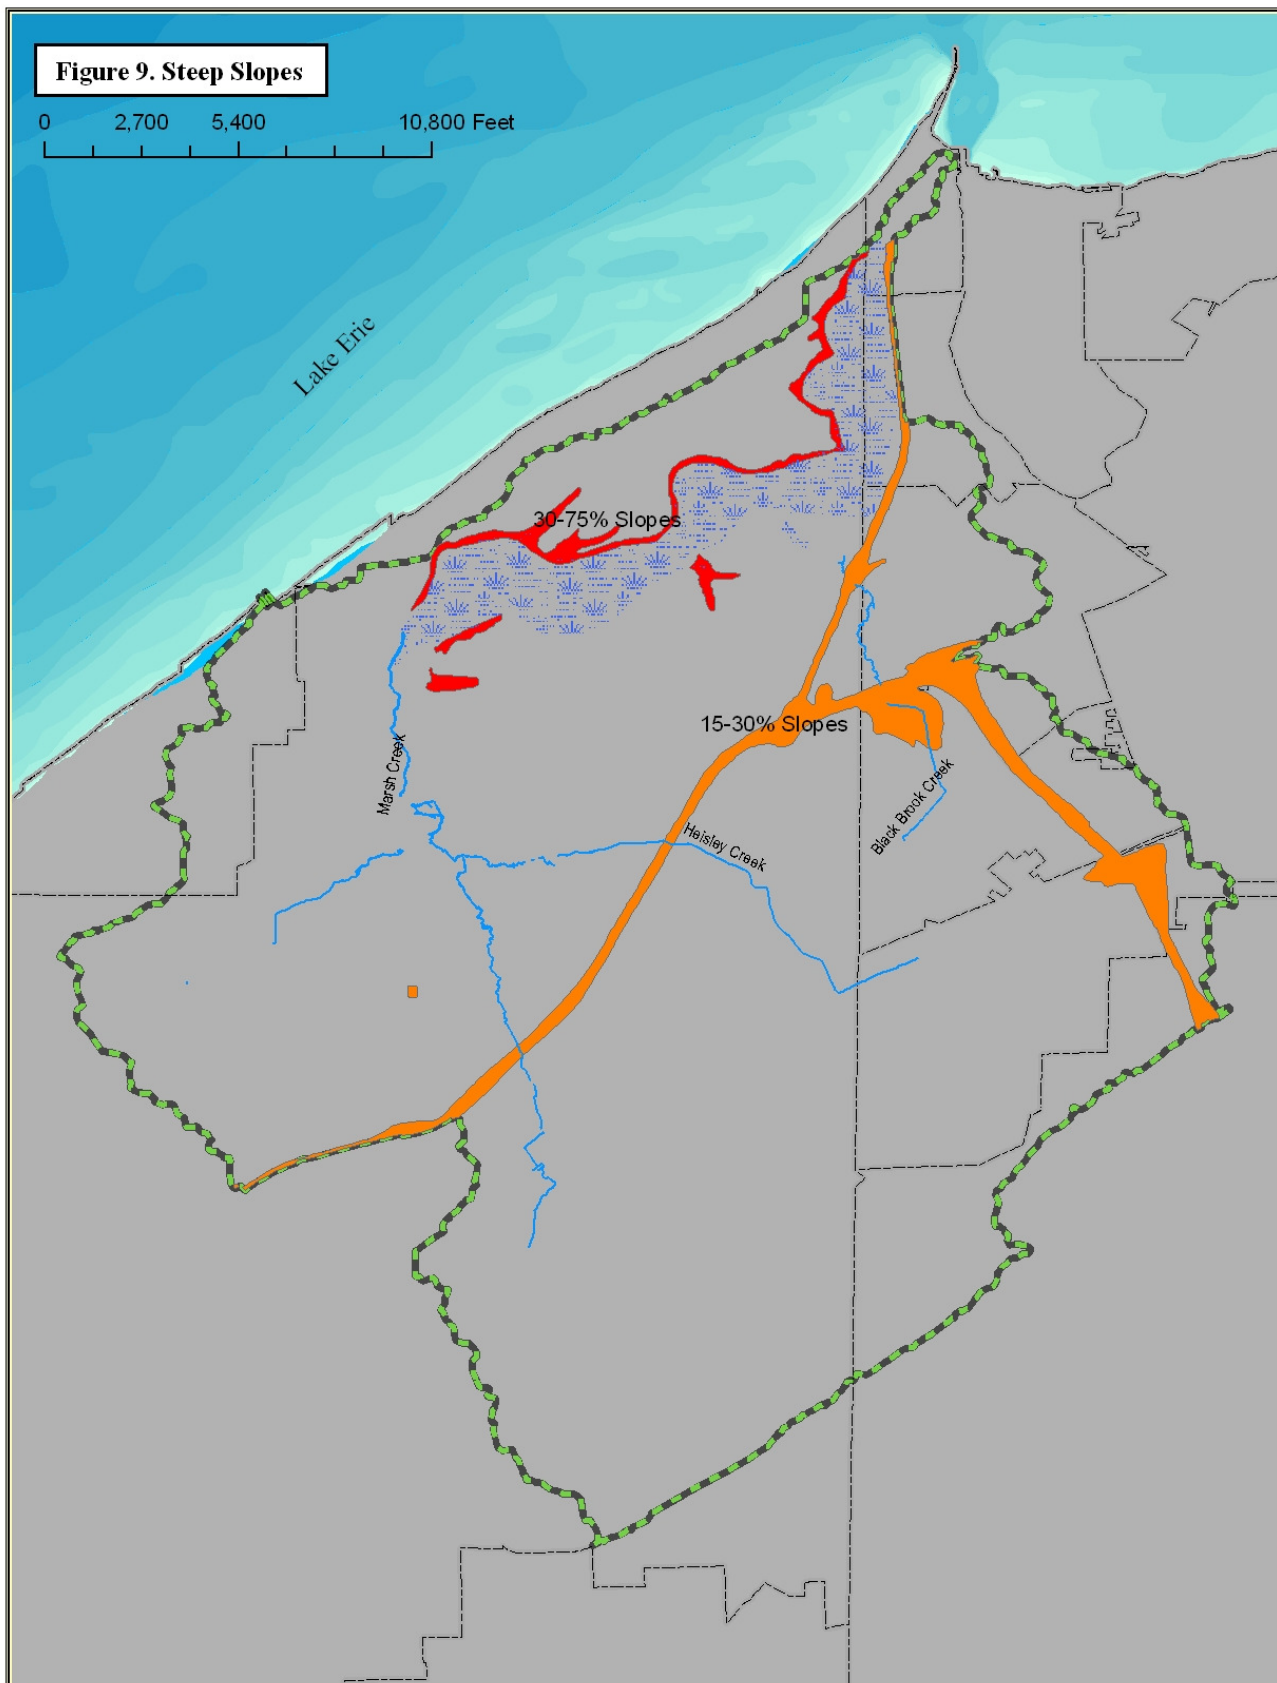 Figure 9. Steep Slopes
0 2,700 5,400 10,800 Feet
Lake Erie
30-75% Slopes
15-30% Slopes
Marsh Creek
Heisley Creek
Black Brook Creek